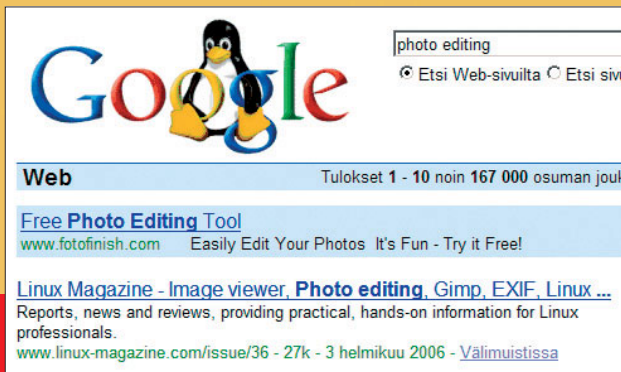 Google
photo editing
Etsi Web-sivuilta Etsi
Web Tulokset 1 - 10 noin 167 000 osuman
Free Photo Editing Tool
www.fotofinish.com Easily Edit Your Photos It's Fun - Try it Free!
Linux Magazine - Image viewer, Photo editing, Gimp, EXIF, Linux ...
Reports, news and reviews, providing practical, hands-on information for Linux
professionals.
www.linux-magazine.com/issue/36 - 27k - 3 helmikuu 2006 - Välimuistissa